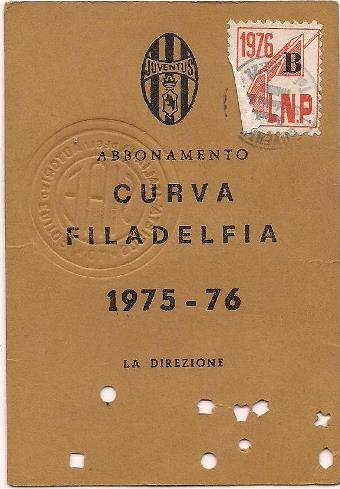 JUVENTUS
1976
B
L.N.P.
ABBONAMENTO
CURVA
FILADELFIA
1975-76
LA DIREZIONE